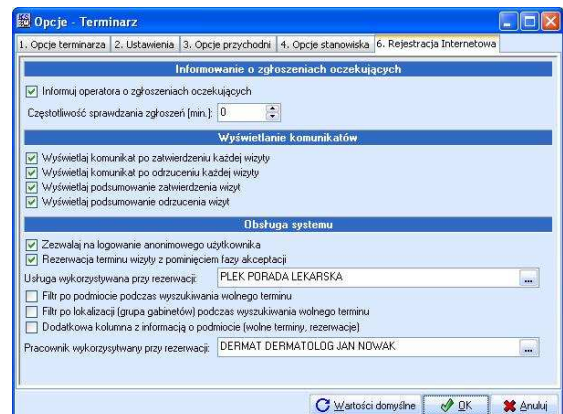 Opcje - Terminarz
1. Opcje terminarza 2. Ustawienia 3. Opcje przychodni 4. Opcje stanowiska 6. Rejestracja Internetowa
Informowanie o zgłoszeniach oczekujących
Informuj operatora o zgłoszeniach oczekujących
Częstotliwość sprawdzania zgłoszeń [min.]: 0
Wyświetlanie komunikatów
Wyświetlaj komunikat po zatwierdzeniu każdej wizyty
Wyświetlaj komunikat po odrzuceniu każdej wizyty
Wyświetlaj podsumowanie zatwierdzenia wizyt
Wyświetlaj podsumowanie odrzucenia wizyt
Obsługa systemu
Zezwalaj na logowanie anonimowego użytkownika
Rezerwacja terminu wizyty z pominięciem fazy akceptacji
Usługa wykorzystywana przy rezerwacji: PLEK PORADA LEKARSKA ...
Filtr po podmiocie podczas wyszukiwania wolnego terminu
Filtr po lokalizacji (grupa gabinetów) podczas wyszukiwania wolnego terminu
Dodatkowa kolumna z informacją o podmiocie (wolne terminy, rezerwacje)
Pracownik wykorzysytwany przy rezerwacji: DERMAT DERMATOLOG JAN NOWAK ...
Wartości domyślne OK Anuluj